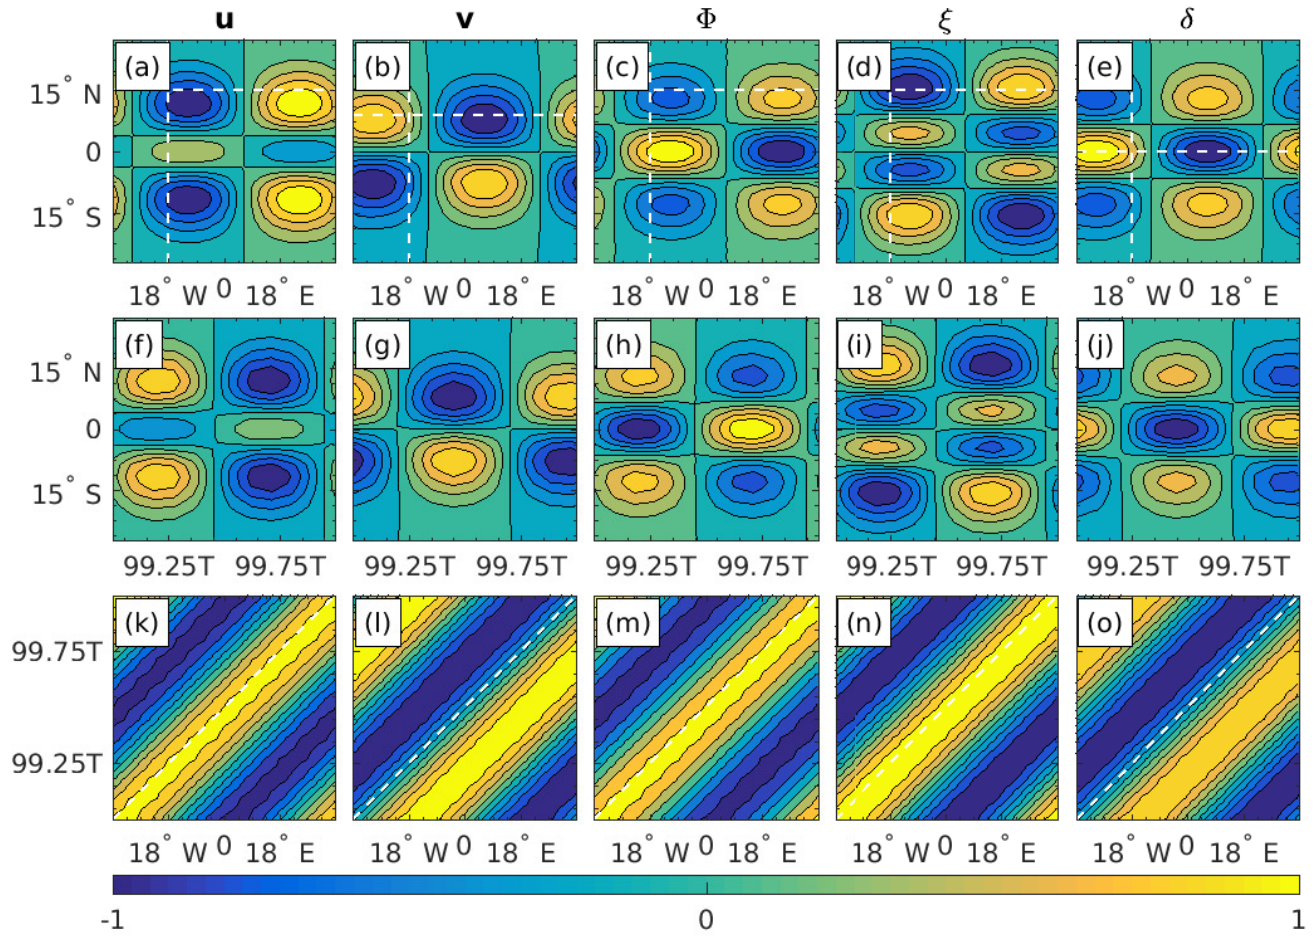 u v Φ ξ δ
(a) (b) (c) (d) (e)
15° N
0
15° S
18° W 0 18° E 18° W 0 18° E 18° W 0 18° E 18° W 0 18° E 18° W 0 18° E
(f) (g) (h) (i) (j)
15° N
0
15° S
99.25T 99.75T 99.25T 99.75T 99.25T 99.75T 99.25T 99.75T 99.25T 99.75T
(k) (l) (m) (n) (o)
99.75T
99.25T
18° W 0 18° E 18° W 0 18° E 18° W 0 18° E 18° W 0 18° E 18° W 0 18° E
-1 0 1